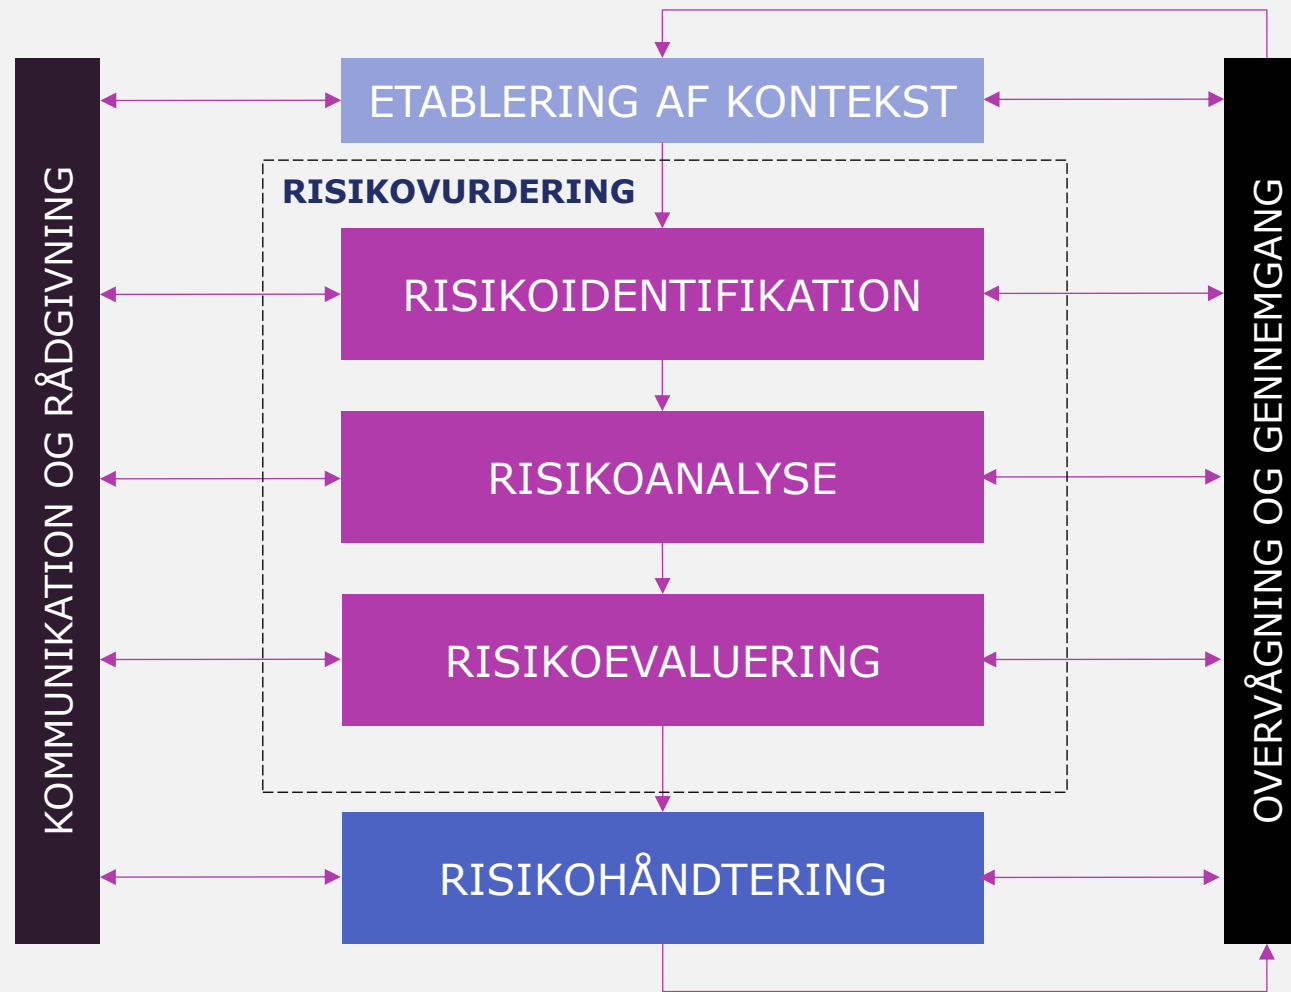 ETABLERING AF KONTEKST
RISIKOVURDERING
RISIKOIDENTIFIKATION
RISIKOANALYSE
RISIKOEVALUERING
RISIKOHÅNDTERING
KOMMUNIKATION OG RÅDGIVNING
OVERVÅGNING OG GENNEMGANG